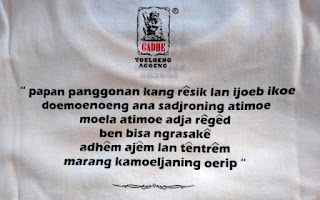 ®
GADHE
TOELOENG
AGOENG
" papan panggonan kang rêsik lan ijoeb ikoe
doemoenoeng ana sadjroning atimoe
moela atimoe adja rêgêd
ben bisa ngrasakê
adhêm ajêm lan têntrêm
marang kamoeljaning oerip "